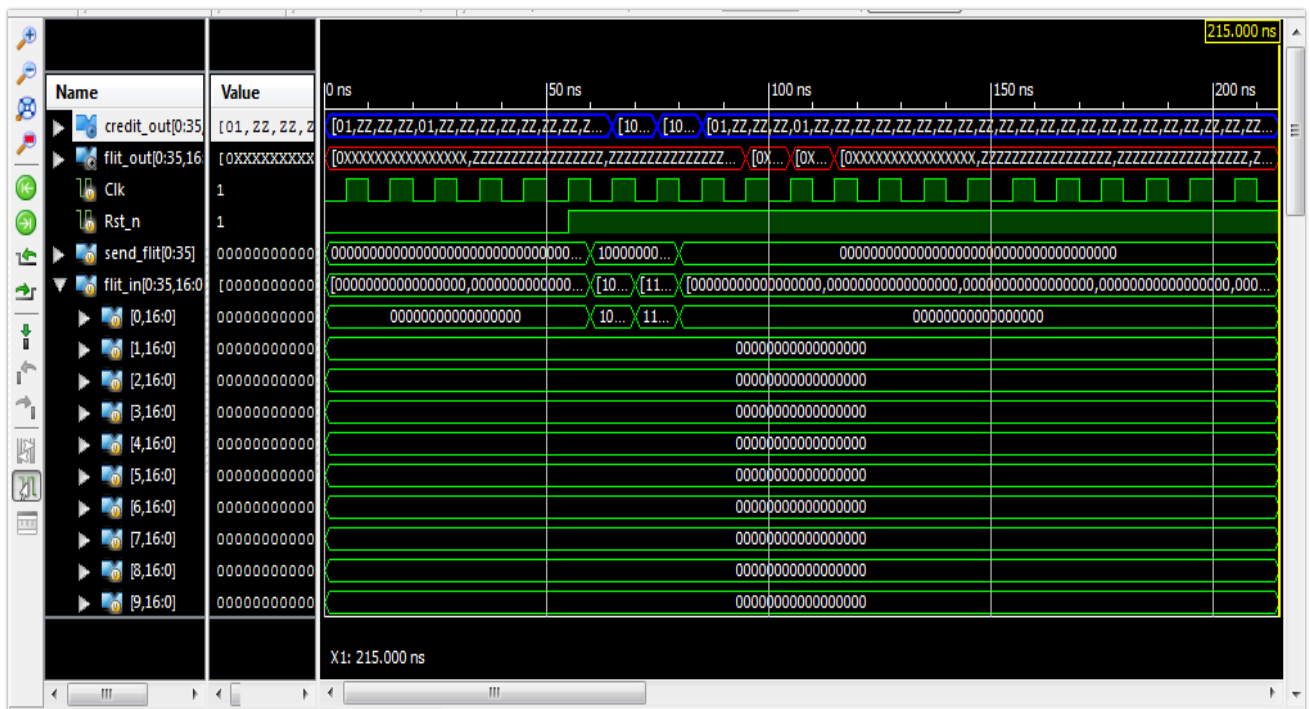 215.000 ns
Name Value 0 ns 50 ns 100 ns 150 ns 200 ns
credit_out[0:35, [01,ZZ,ZZ,Z [01,ZZ,ZZ,ZZ,01,ZZ,ZZ,ZZ,ZZ,ZZ,ZZ,ZZ,Z... [10... [10... [01,ZZ,ZZ,ZZ,01,ZZ,ZZ,ZZ,ZZ,ZZ,ZZ,ZZ,ZZ,ZZ,ZZ,ZZ,ZZ,ZZ,ZZ,ZZ,ZZ,ZZ,ZZ,ZZ,ZZ...
flit_out[0:35,16: [0XXXXXXXXX [0XXXXXXXXXXXXXXXX,ZZZZZZZZZZZZZZZZZ,ZZZZZZZZZZZZZZZ... [0X... [0X... [0XXXXXXXXXXXXXXXX,ZZZZZZZZZZZZZZZZZ,ZZZZZZZZZZZZZZZZZ,Z...
Clk 1
Rst_n 1
send_flit[0:35] 00000000000 0000000000000000000000000000000... 10000000... 000000000000000000000000000000000000
flit_in[0:35,16:0 [0000000000 [00000000000000000,0000000000000... [10... [11... [00000000000000000,00000000000000000,00000000000000000,00000000000000000,000...
[0,16:0] 00000000000 00000000000000000 10... 11... 00000000000000000
[1,16:0] 00000000000 00000000000000000
[2,16:0] 00000000000 00000000000000000
[3,16:0] 00000000000 00000000000000000
[4,16:0] 00000000000 00000000000000000
[5,16:0] 00000000000 00000000000000000
[6,16:0] 00000000000 00000000000000000
[7,16:0] 00000000000 00000000000000000
[8,16:0] 00000000000 00000000000000000
[9,16:0] 00000000000 00000000000000000
X1: 215.000 ns